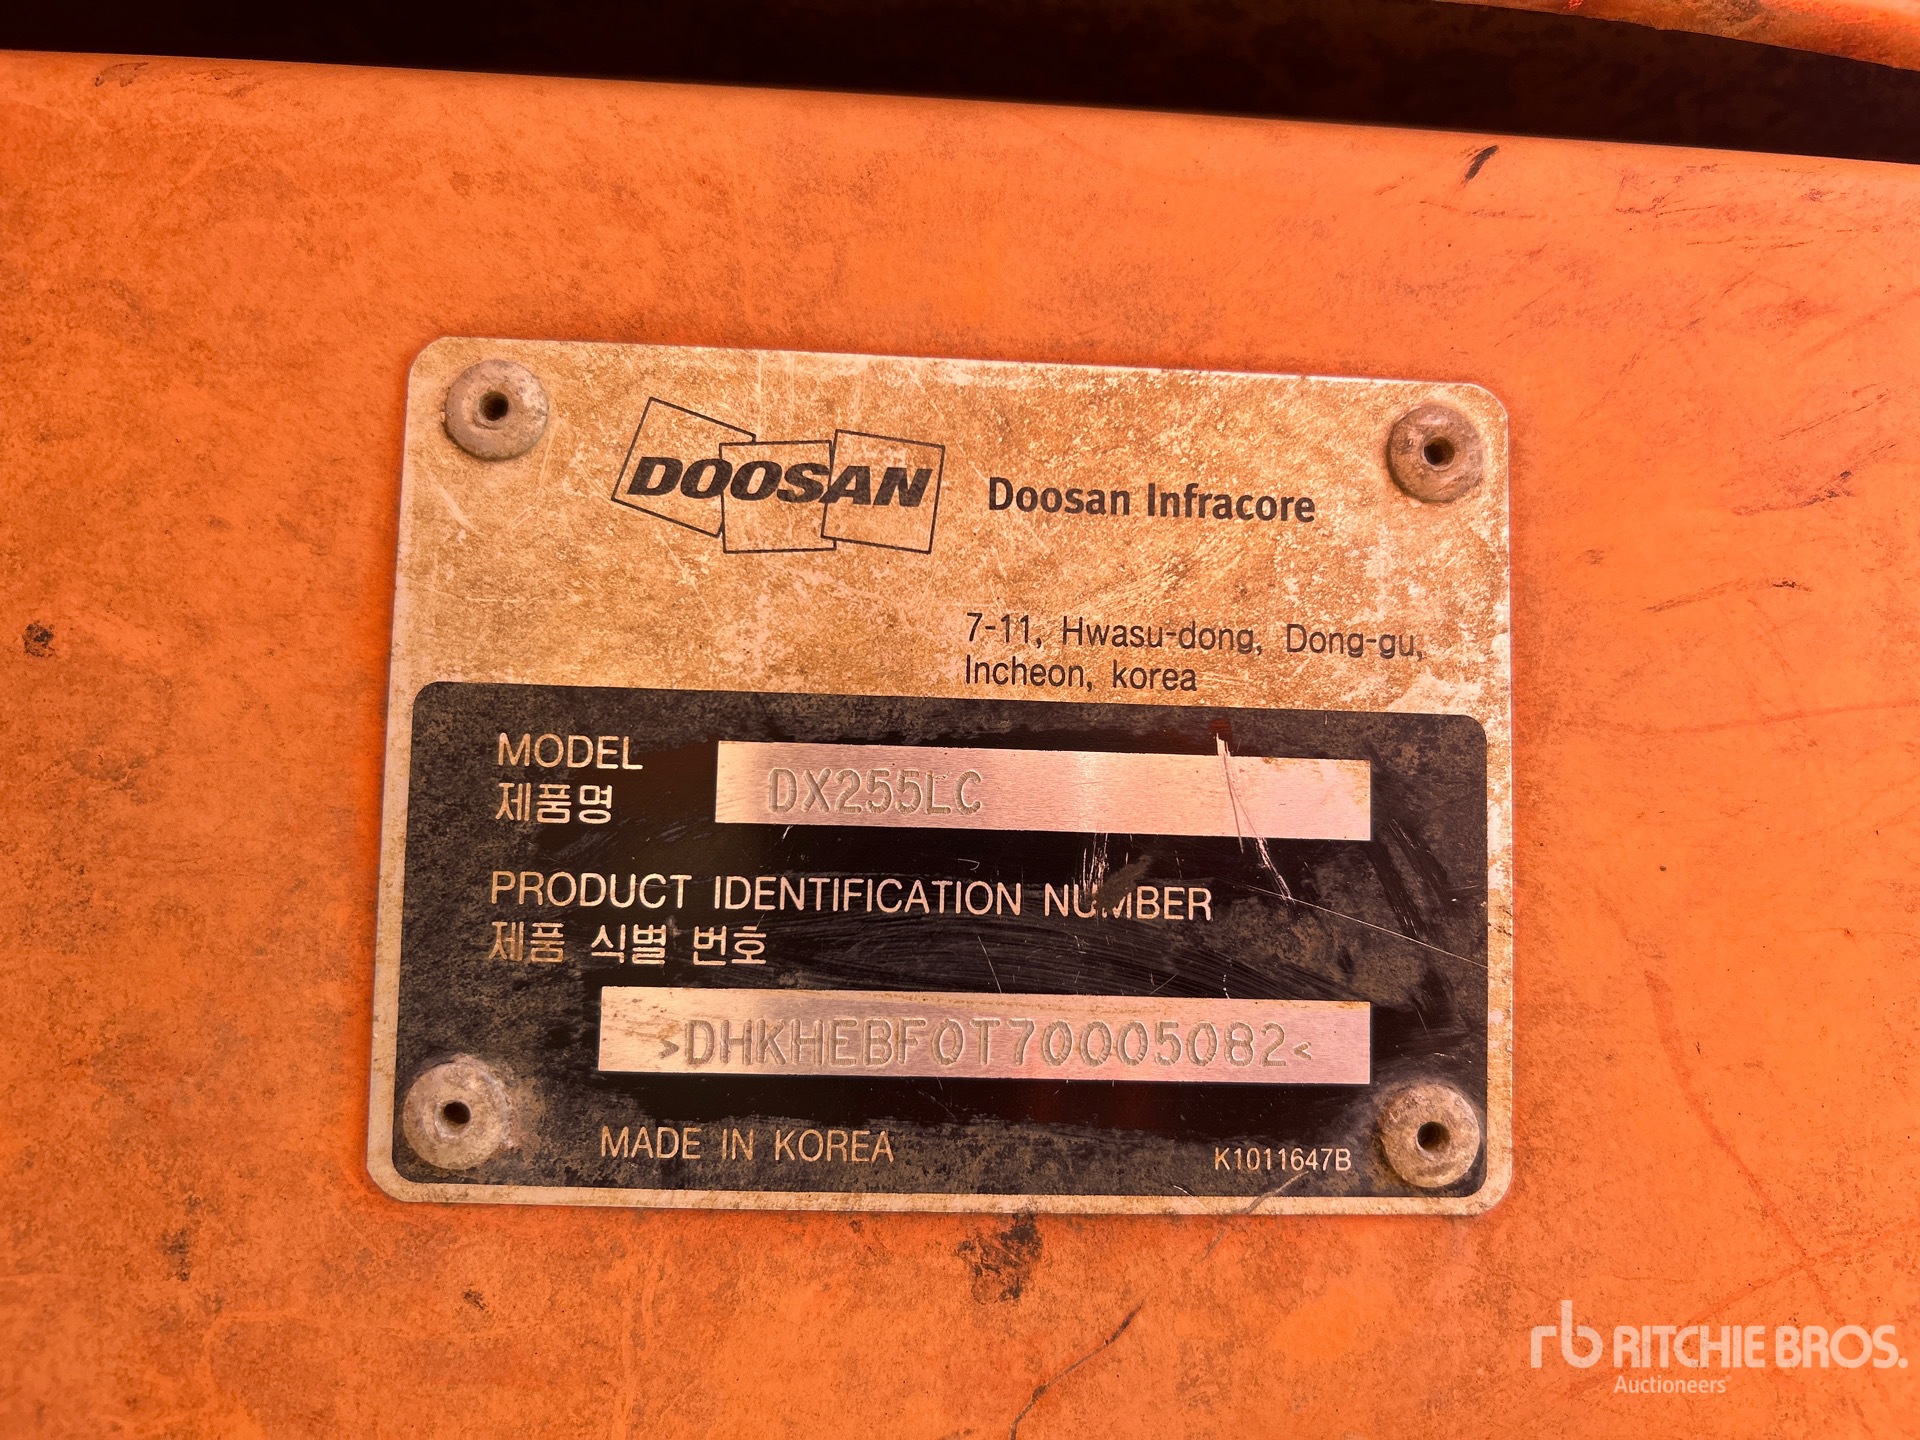 DOOSAN Doosan Infracore
7-11, Hwasu-dong, Dong-gu,
Incheon, korea
MODEL
제품명
DX255LC
PRODUCT IDENTIFICATION NUMBER
제품 식별 번호
>DHKHEBF0T70005082<
MADE IN KOREA
K1011647B
rb RITCHIE BROS.
Auctioneers